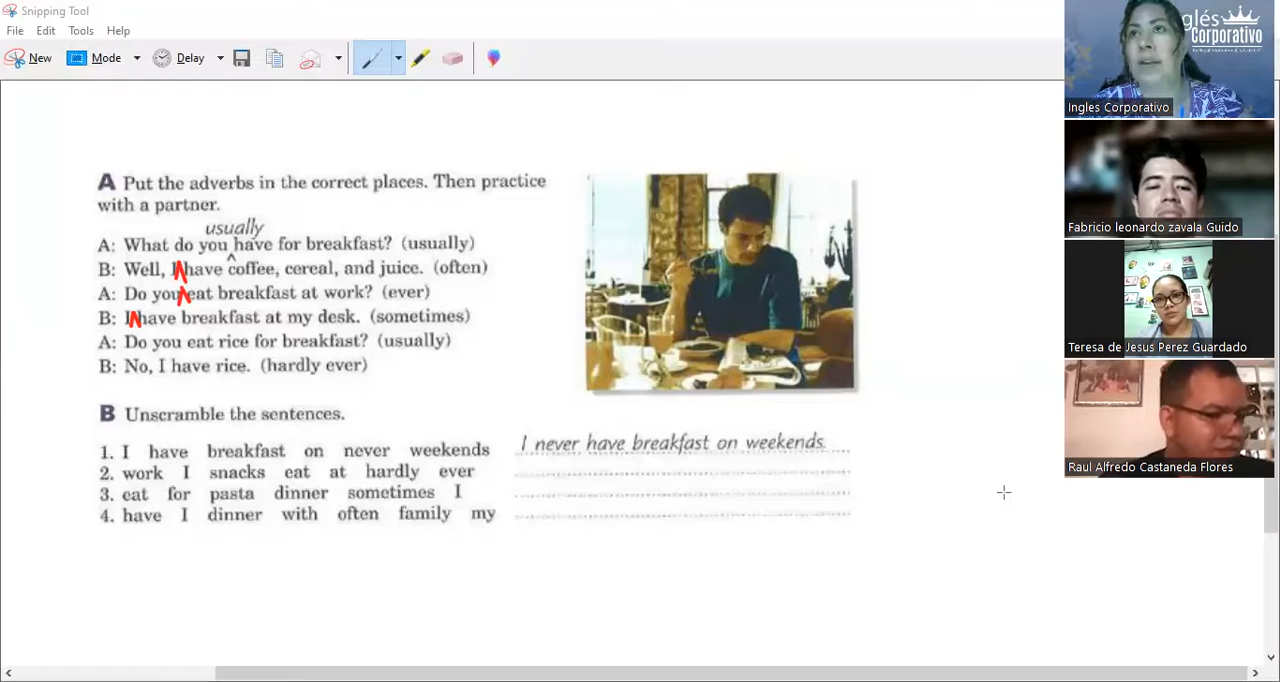 Snipping Tool
File Edit Tools Help
New Mode Delay
glés
Corporativo
Ingles Corporativo
Fabricio leonardo zavala Guido
Teresa de Jesus Perez Guardado
Raul Alfredo Castaneda Flores
A Put the adverbs in the correct places. Then practice
with a partner.
usually
A: What do you have for breakfast? (usually)
B: Well, I have coffee, cereal, and juice. (often)
A: Do you eat breakfast at work? (ever)
B: I have breakfast at my desk. (sometimes)
A: Do you eat rice for breakfast? (usually)
B: No, I have rice. (hardly ever)
B Unscramble the sentences.
1. I have breakfast on never weekends I never have breakfast on weekends.
2. work I snacks eat at hardly ever
3. eat for pasta dinner sometimes I
4. have I dinner with often family my